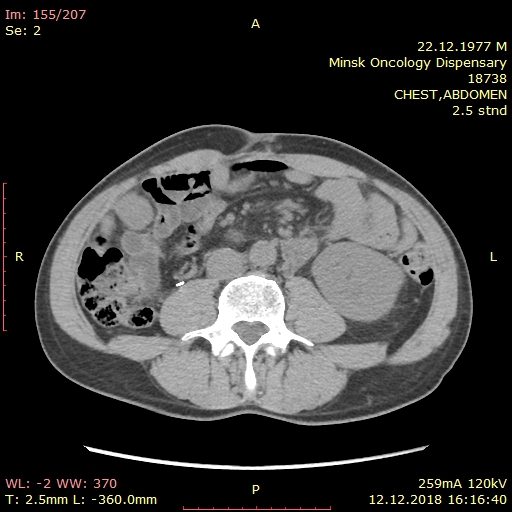 Im: 155/207
Se: 2
A
22.12.1977 M
Minsk Oncology Dispensary
18738
CHEST,ABDOMEN
2.5 stnd
R
L
WL: -2 WW: 370
T: 2.5mm L: -360.0mm
P
259mA 120kV
12.12.2018 16:16:40